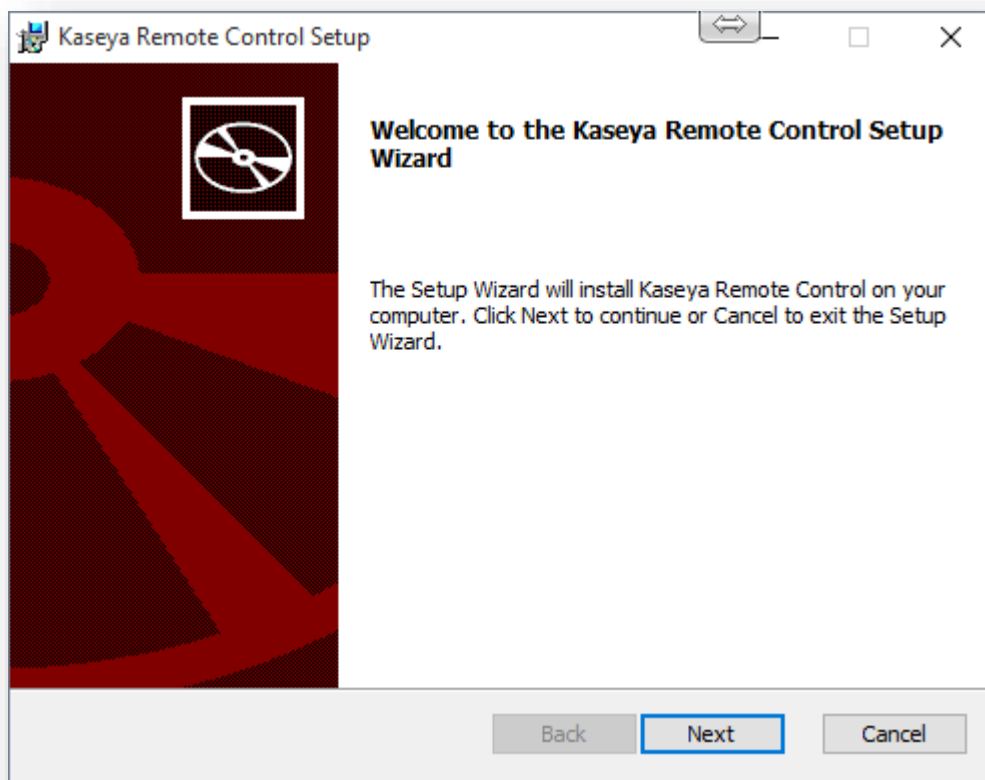 Kaseya Remote Control Setup
Welcome to the Kaseya Remote Control Setup
Wizard
The Setup Wizard will install Kaseya Remote Control on your
computer. Click Next to continue or Cancel to exit the Setup
Wizard.
Back Next Cancel